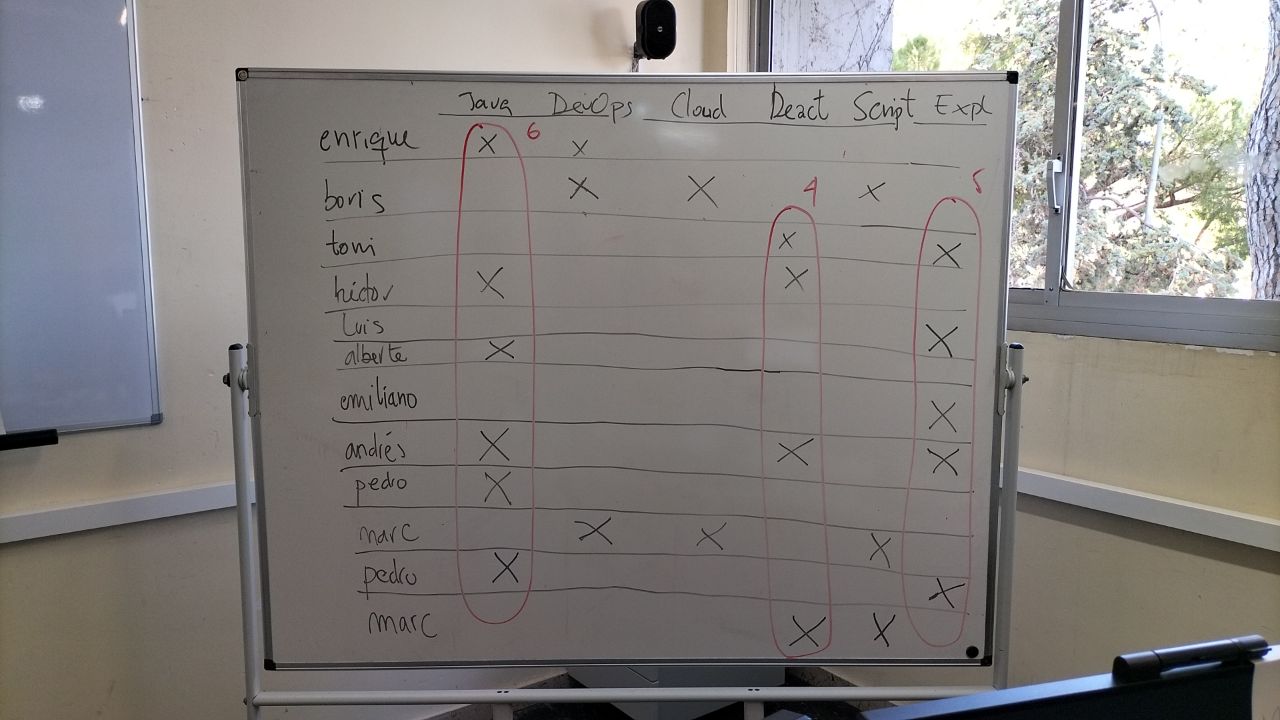 Java DevOps Cloud React Script Expl
enrique X 6 X
boris X X 4 X 5
toni X X
héctor X X
Luis X
alberte X
emiliano X
andrés X X X
pedro X
marc X X X
pedro X X
marc X X